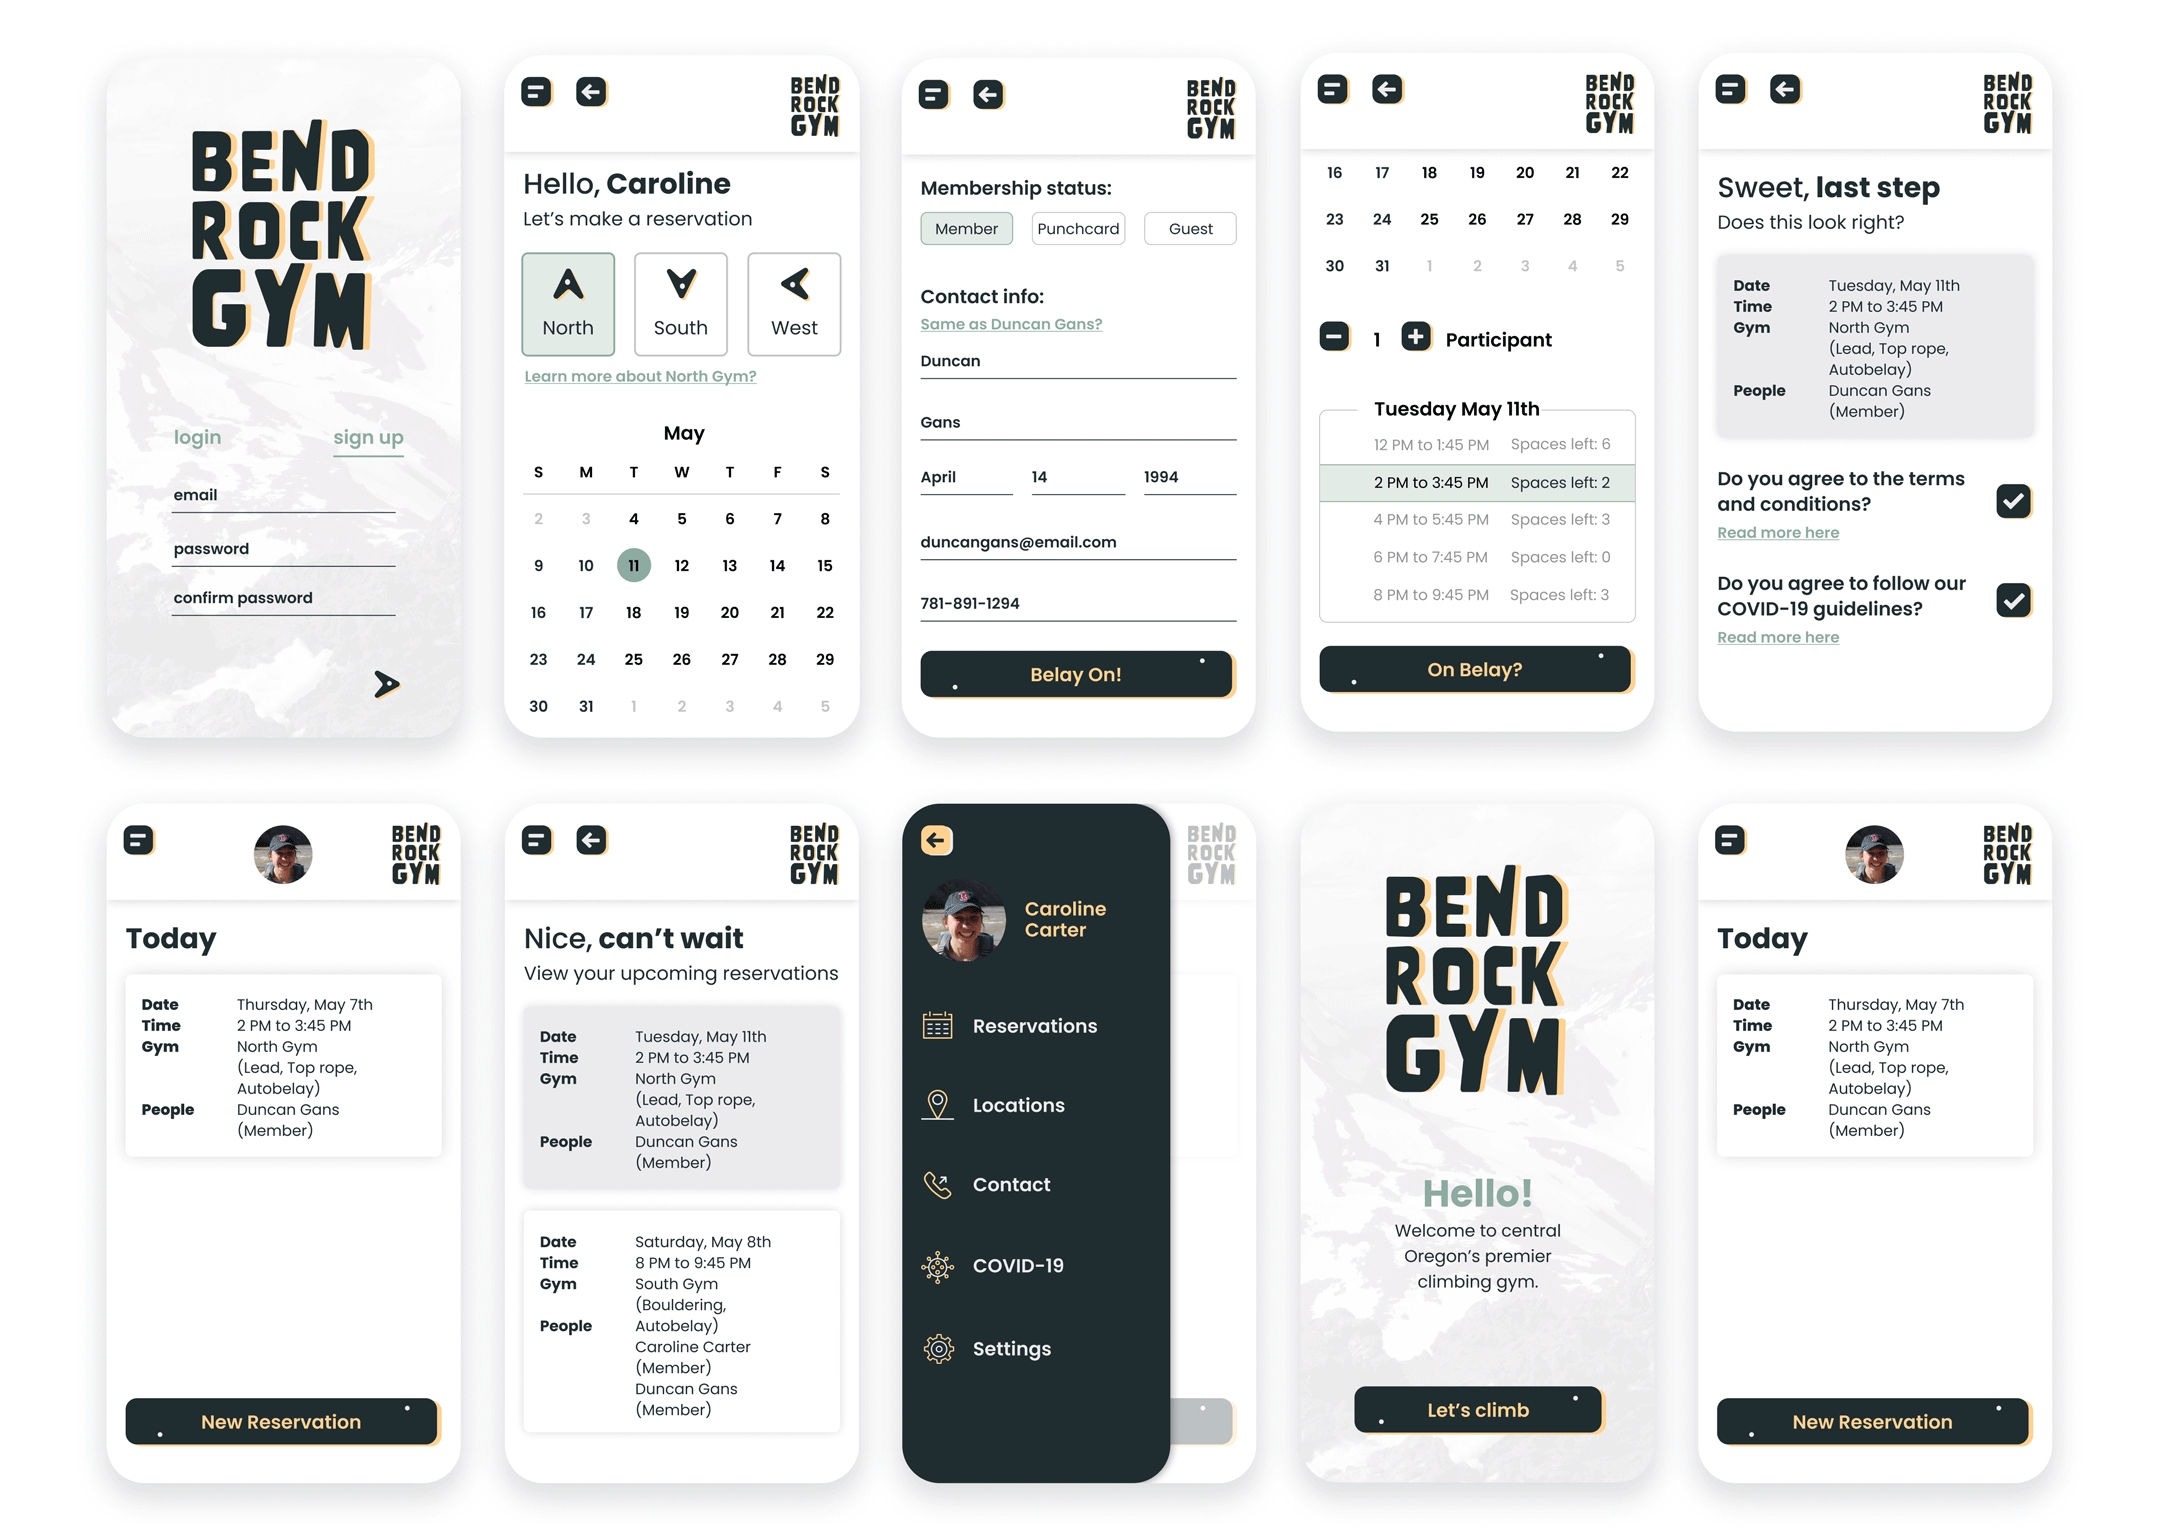 BEND
ROCK
GYM
login sign up
email
password
confirm password
BEND
ROCK
GYM
Hello, Caroline
Let's make a reservation
North South West
Learn more about North Gym?
May
S M T W T F S
2 3 4 5 6 7 8
9 10 11 12 13 14 15
16 17 18 19 20 21 22
23 24 25 26 27 28 29
30 31 1 2 3 4 5
BEND
ROCK
GYM
Membership status:
Member Punchcard Guest
Contact info:
Same as Duncan Gans?
Duncan
Gans
April 14 1994
duncangans@email.com
781-891-1294
Belay On!
BEND
ROCK
GYM
16 17 18 19 20 21 22
23 24 25 26 27 28 29
30 31 1 2 3 4 5
1 Participant
Tuesday May 11th
12 PM to 1:45 PM Spaces left: 6
2 PM to 3:45 PM Spaces left: 2
4 PM to 5:45 PM Spaces left: 3
6 PM to 7:45 PM Spaces left: 0
8 PM to 9:45 PM Spaces left: 3
On Belay?
BEND
ROCK
GYM
Sweet, last step
Does this look right?
Date Tuesday, May 11th
Time 2 PM to 3:45 PM
Gym North Gym
(Lead, Top rope,
Autobelay)
People Duncan Gans
(Member)
Do you agree to the terms
and conditions?
Read more here
Do you agree to follow our
COVID-19 guidelines?
Read more here
BEND
ROCK
GYM
Today
Date Thursday, May 7th
Time 2 PM to 3:45 PM
Gym North Gym
(Lead, Top rope,
Autobelay)
People Duncan Gans
(Member)
New Reservation
BEND
ROCK
GYM
Nice, can't wait
View your upcoming reservations
Date Tuesday, May 11th
Time 2 PM to 3:45 PM
Gym North Gym
(Lead, Top rope,
Autobelay)
People Duncan Gans
(Member)
Date Saturday, May 8th
Time 8 PM to 9:45 PM
Gym South Gym
(Bouldering,
People Autobelay)
Caroline Carter
(Member)
Duncan Gans
(Member)
BEND
ROCK
GYM
Caroline
Carter
Reservations
Locations
Contact
COVID-19
Settings
BEND
ROCK
GYM
Hello!
Welcome to central
Oregon's premier
climbing gym.
Let's climb
BEND
ROCK
GYM
Today
Date Thursday, May 7th
Time 2 PM to 3:45 PM
Gym North Gym
(Lead, Top rope,
Autobelay)
People Duncan Gans
(Member)
New Reservation